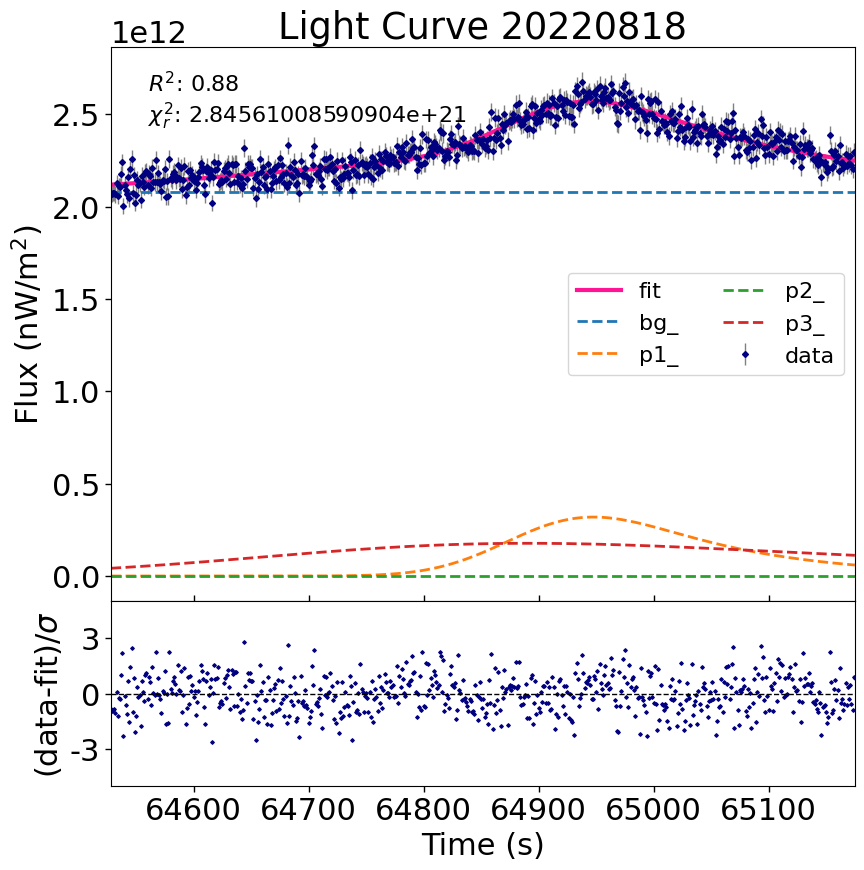 Light Curve 20220818
1e12
R²: 0.88
χ²ᵣ: 2.84561008590904e+21
2.5
2.0
1.5
1.0
0.5
0.0
Flux (nW/m²)
fit
bg_
p1_
p2_
p3_
data
3
0
-3
(data-fit)/σ
64600 64700 64800 64900 65000 65100
Time (s)